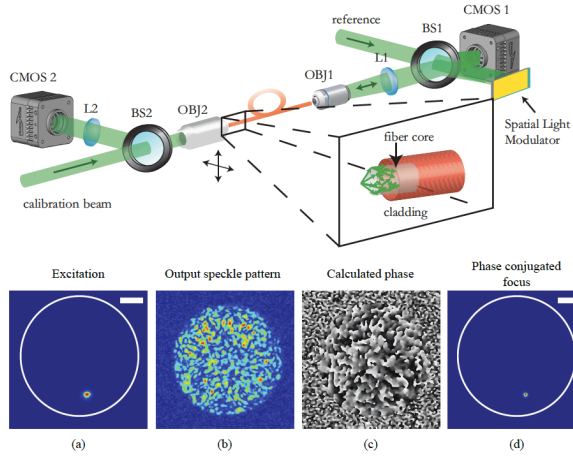 reference
CMOS 1
BS1
L1
OBJ1
CMOS 2
L2
BS2
OBJ2
Spatial Light
Modulator
fiber core
cladding
calibration beam
Excitation
Output speckle pattern
Calculated phase
Phase conjugated
focus
(a)
(b)
(c)
(d)